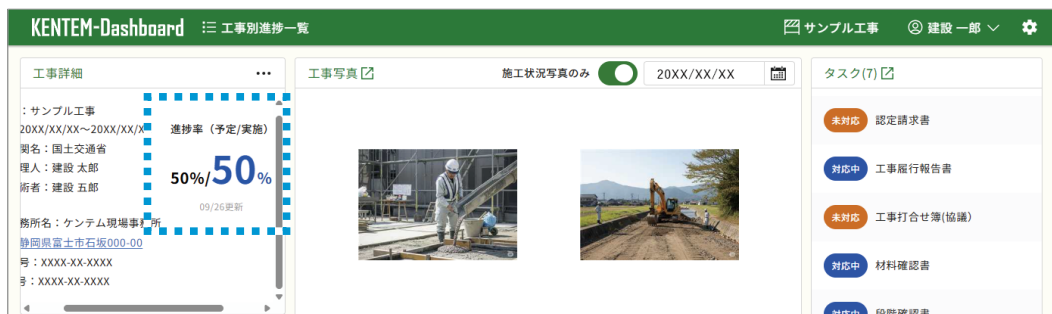 KENTEM-Dashboard 工事別進捗一覧 サンプル工事 建設 一郎
工事詳細 •••
：サンプル工事
20XX/XX/XX～20XX/XX/X
関名：国土交通省
理人：建設 太郎
術者：建設 五郎
務所名：ケンテム現場事務所
静岡県富士市石坂000-00
号：XXXX-XX-XXXX
号：XXXX-XX-XXXX
進捗率（予定/実施）
50%/50%
09/26更新
工事写真 施工状況写真のみ 20XX/XX/XX
タスク(7)
未対応 認定請求書
対応中 工事履行報告書
未対応 工事打合せ簿(協議)
対応中 材料確認書
対応中 段階確認書